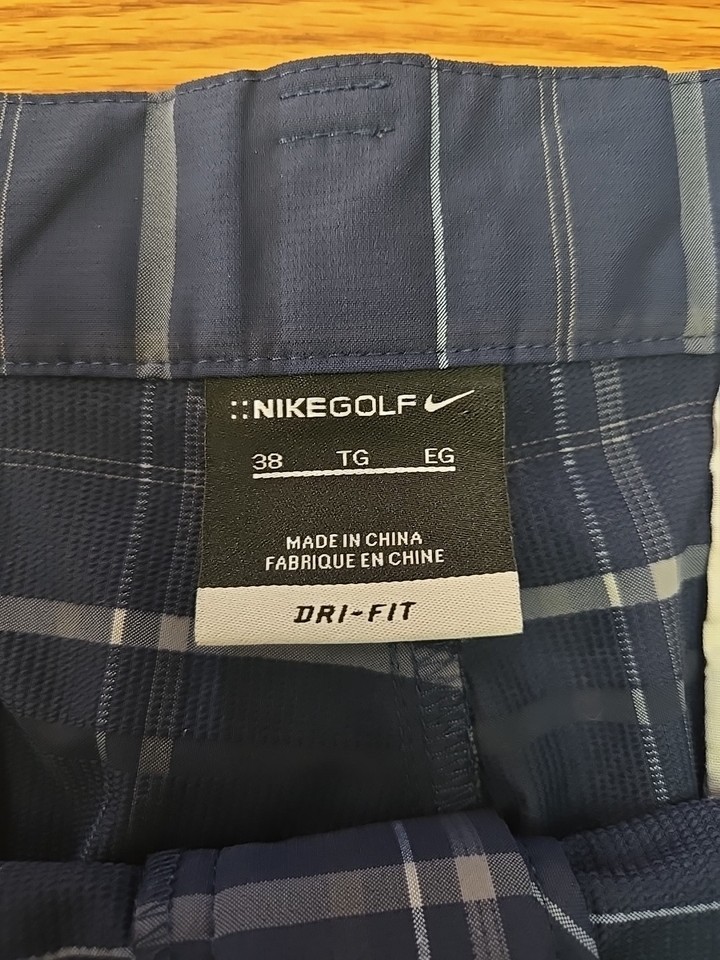 ::NIKEGOLF
38 TG EG
MADE IN CHINA
FABRIQUE EN CHINE
DRI-FIT